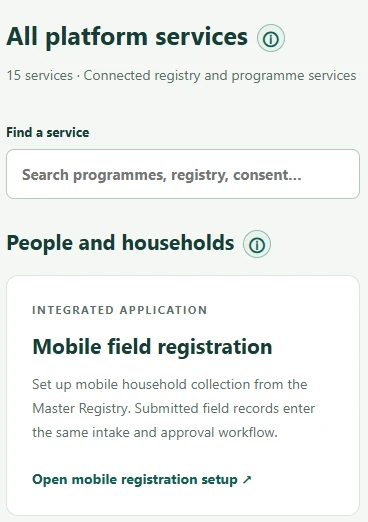 All platform services
15 services · Connected registry and programme services
Find a service
Search programmes, registry, consent...
People and households
INTEGRATED APPLICATION
Mobile field registration
Set up mobile household collection from the
Master Registry. Submitted field records enter
the same intake and approval workflow.
Open mobile registration setup ↗